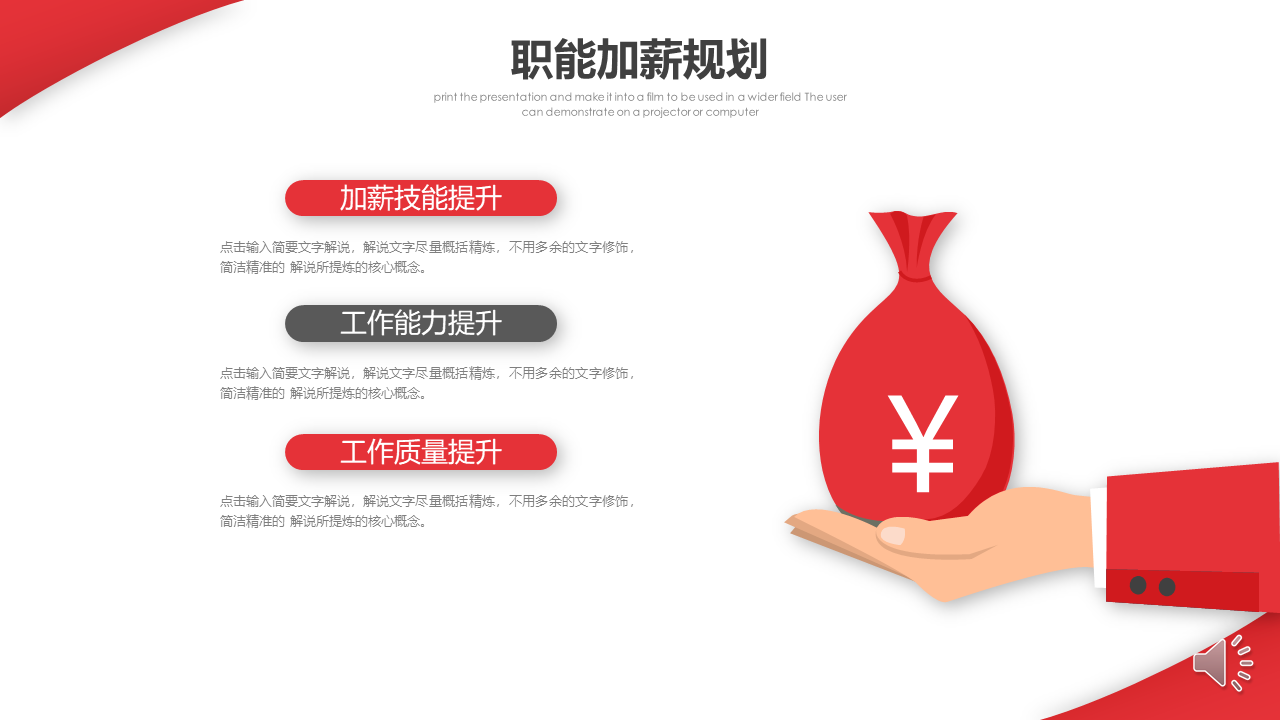 职能加薪规划
print the presentation and make it into a film to be used in a wider field The user
can demonstrate on a projector or computer
加薪技能提升
点击输入简要文字解说，解说文字尽量概括精炼，不用多余的文字修饰，
简洁精准的 解说所提炼的核心概念。
工作能力提升
点击输入简要文字解说，解说文字尽量概括精炼，不用多余的文字修饰，
简洁精准的 解说所提炼的核心概念。
工作质量提升
点击输入简要文字解说，解说文字尽量概括精炼，不用多余的文字修饰，
简洁精准的 解说所提炼的核心概念。
¥